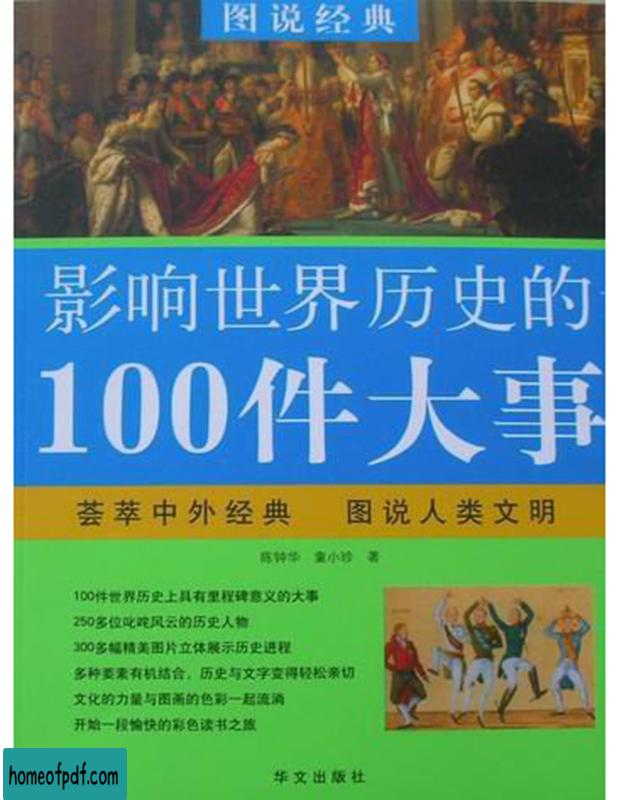 图说经典
影响世界历史的
100件大事
荟萃中外经典 图说人类文明
陈钟华 童小珍 著
100件世界历史上具有里程碑意义的大事
250多位叱咤风云的历史人物
300多幅精美图片立体展示历史进程
多种要素有机结合，历史与文字变得轻松亲切
文化的力量与图画的色彩一起流淌
开始一段愉快的彩色读书之旅
华文出版社
homeofpdf.com